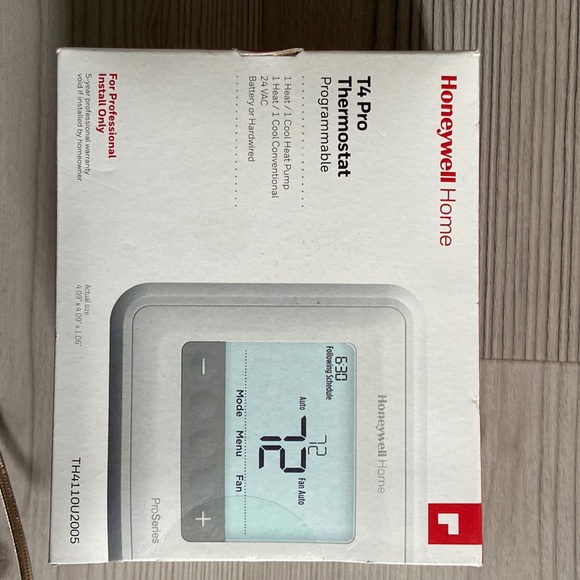 Honeywell Home
T4 Pro
Thermostat
Programmable
1 Heat / 1 Cool Heat Pump
1 Heat / 1 Cool Conventional
24 VAC
Battery or Hardwired
For Professional
Install Only
5-year professional warranty
void if installed by homeowner
Actual size:
4.09" x 4.09" x 1.06"
TH4110U2005
Honeywell Home
6:30
Following Schedule
Auto
72
72
Fan Auto
Mode Menu Fan
− +
ProSeries